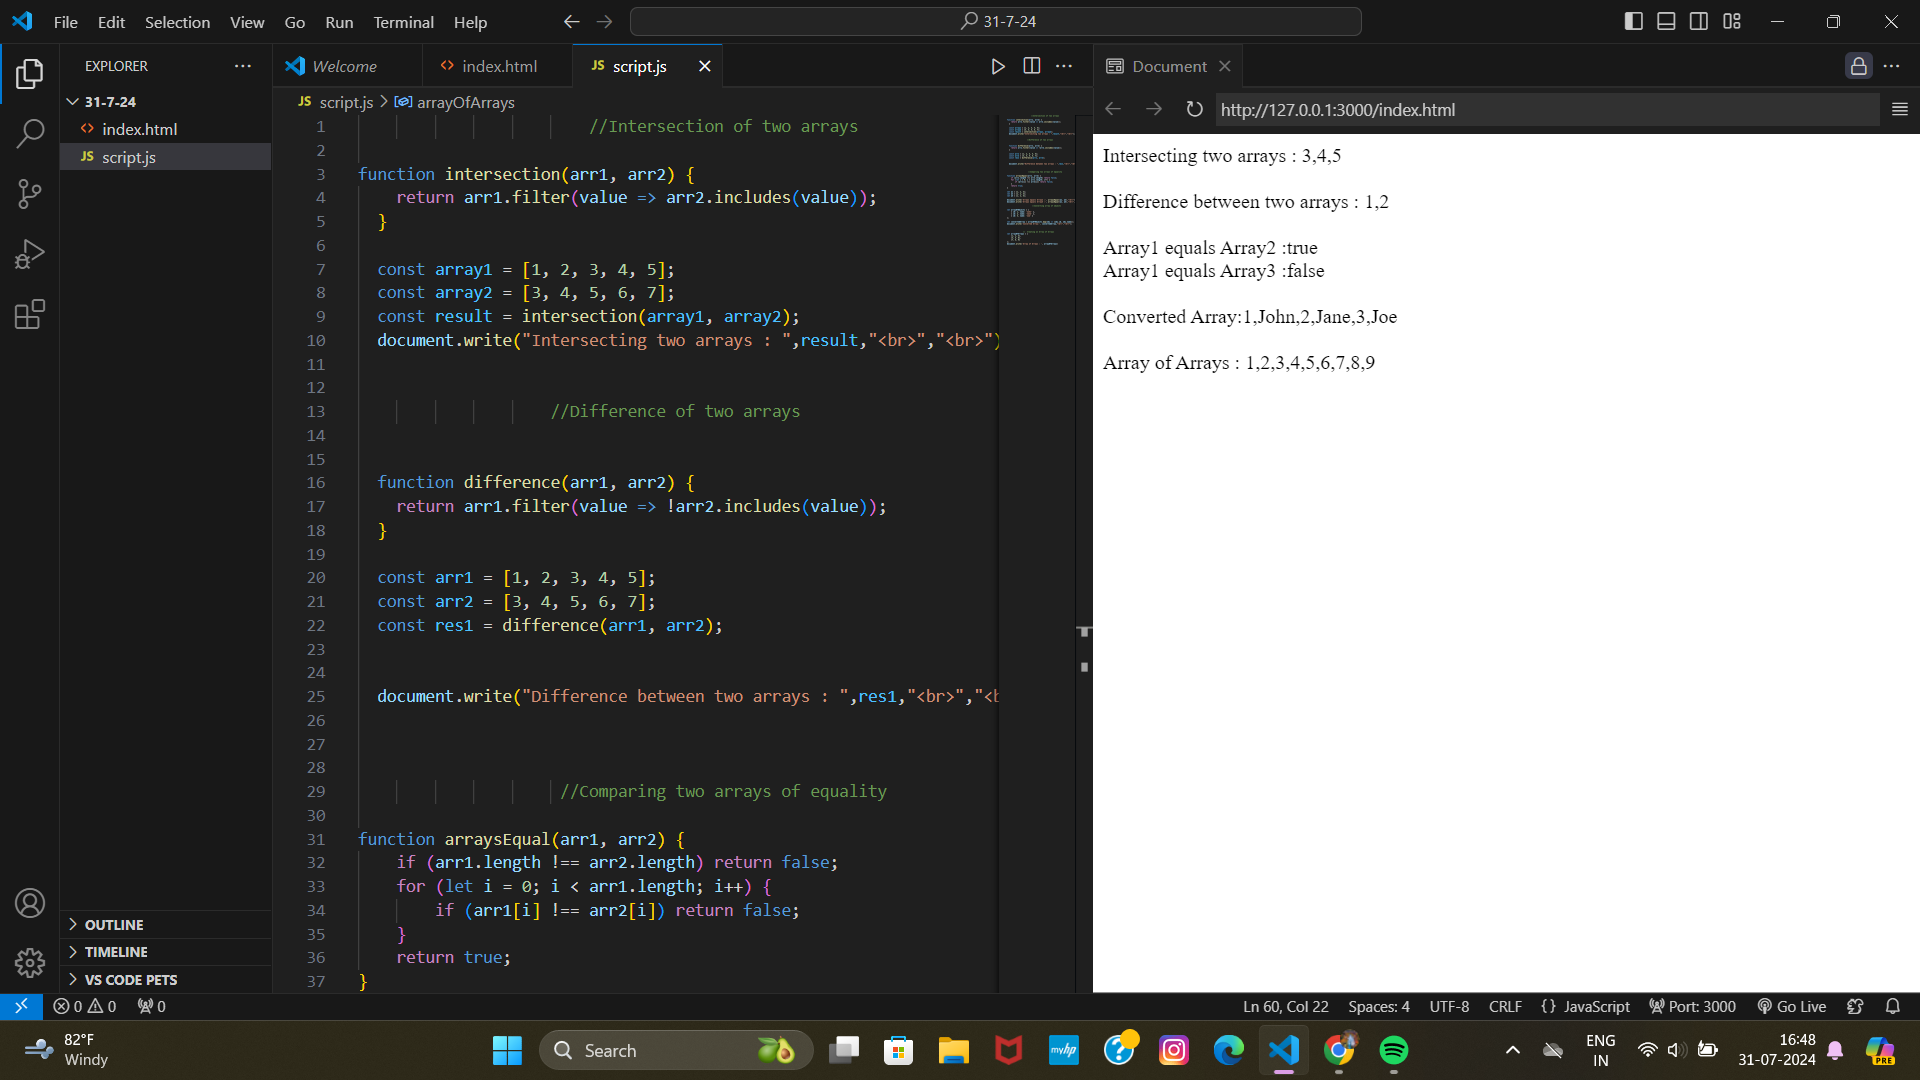 File Edit Selection View Go Run Terminal Help
31-7-24
EXPLORER
31-7-24
index.html
JS script.js
OUTLINE
TIMELINE
VS CODE PETS
Welcome
index.html
JS script.js
JS script.js > arrayOfArrays
1 //Intersection of two arrays
2
3 function intersection(arr1, arr2) {
4 return arr1.filter(value => arr2.includes(value));
5 }
6
7 const array1 = [1, 2, 3, 4, 5];
8 const array2 = [3, 4, 5, 6, 7];
9 const result = intersection(array1, array2);
10 document.write("Intersecting two arrays : ",result,"<br>","<br>")
11
12
13 //Difference of two arrays
14
15
16 function difference(arr1, arr2) {
17 return arr1.filter(value => !arr2.includes(value));
18 }
19
20 const arr1 = [1, 2, 3, 4, 5];
21 const arr2 = [3, 4, 5, 6, 7];
22 const res1 = difference(arr1, arr2);
23
24
25 document.write("Difference between two arrays : ",res1,"<br>","<b
26
27
28
29 //Comparing two arrays of equality
30
31 function arraysEqual(arr1, arr2) {
32 if (arr1.length !== arr2.length) return false;
33 for (let i = 0; i < arr1.length; i++) {
34 if (arr1[i] !== arr2[i]) return false;
35 }
36 return true;
37 }
Document
http://127.0.0.1:3000/index.html
Intersecting two arrays : 3,4,5
Difference between two arrays : 1,2
Array1 equals Array2 :true
Array1 equals Array3 :false
Converted Array:1,John,2,Jane,3,Joe
Array of Arrays : 1,2,3,4,5,6,7,8,9
0 0 0
Ln 60, Col 22 Spaces: 4 UTF-8 CRLF {} JavaScript Port: 3000 Go Live
82°F
Windy
Search
myhp
ENG
IN
16:48
31-07-2024
PRE